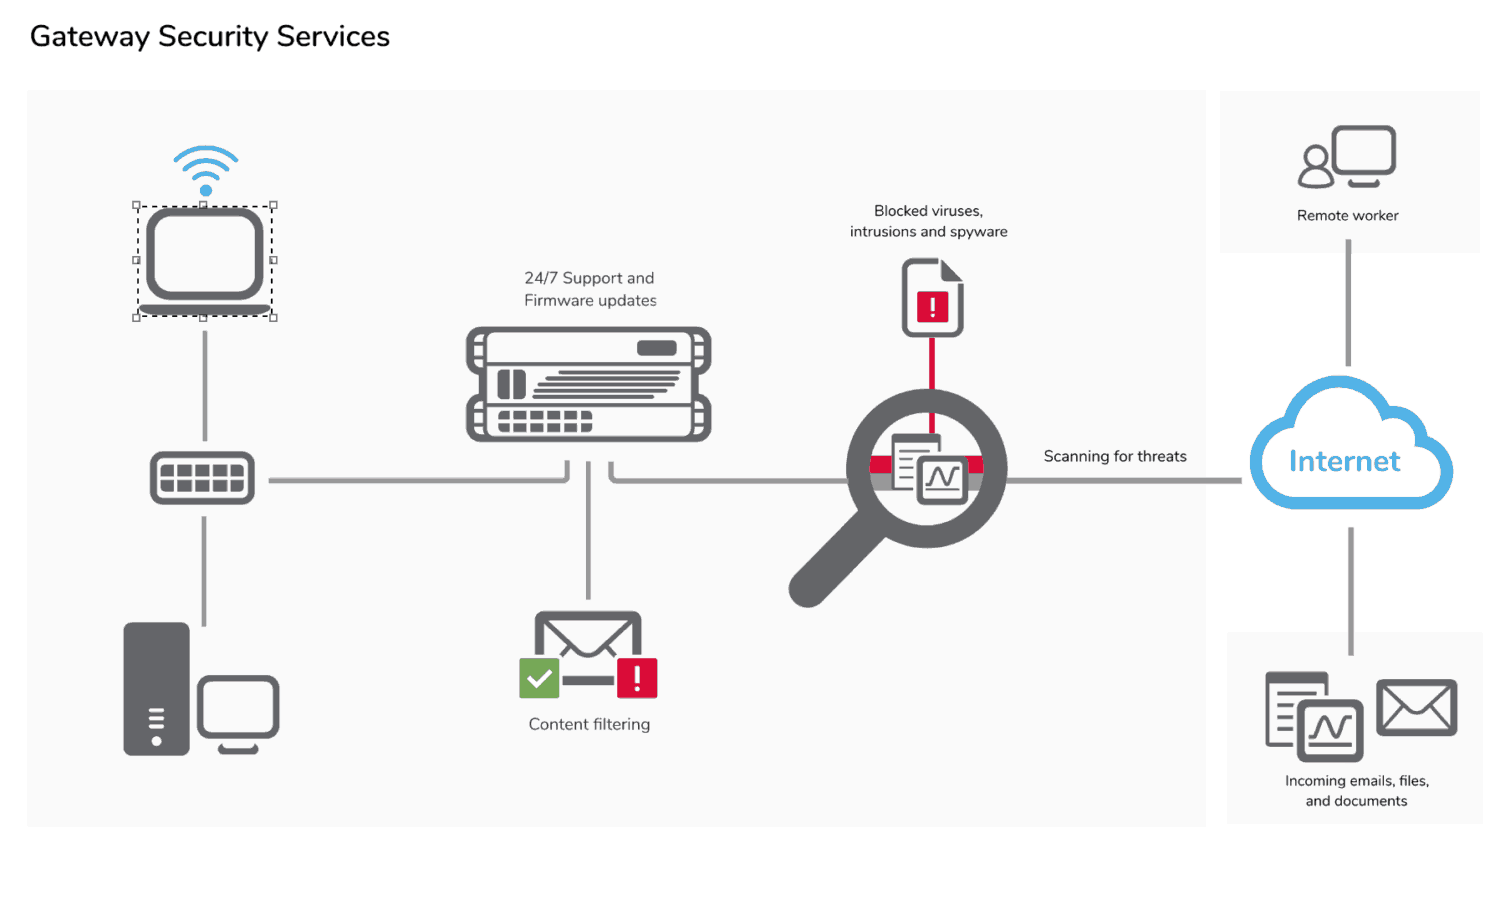 Gateway Security Services
Remote worker
Blocked viruses,
intrusions and spyware
24/7 Support and
Firmware updates
Scanning for threats
Internet
Content filtering
Incoming emails, files,
and documents